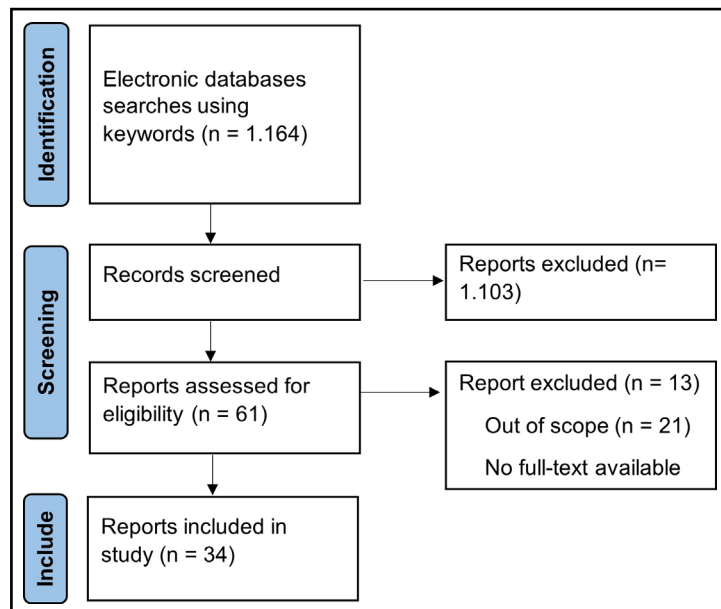 Identification
Electronic databases
searches using
keywords (n = 1.164)
Screening
Records screened
Reports excluded (n=
1.103)
Reports assessed for
eligibility (n = 61)
Report excluded (n = 13)
Out of scope (n = 21)
No full-text available
Include
Reports included in
study (n = 34)